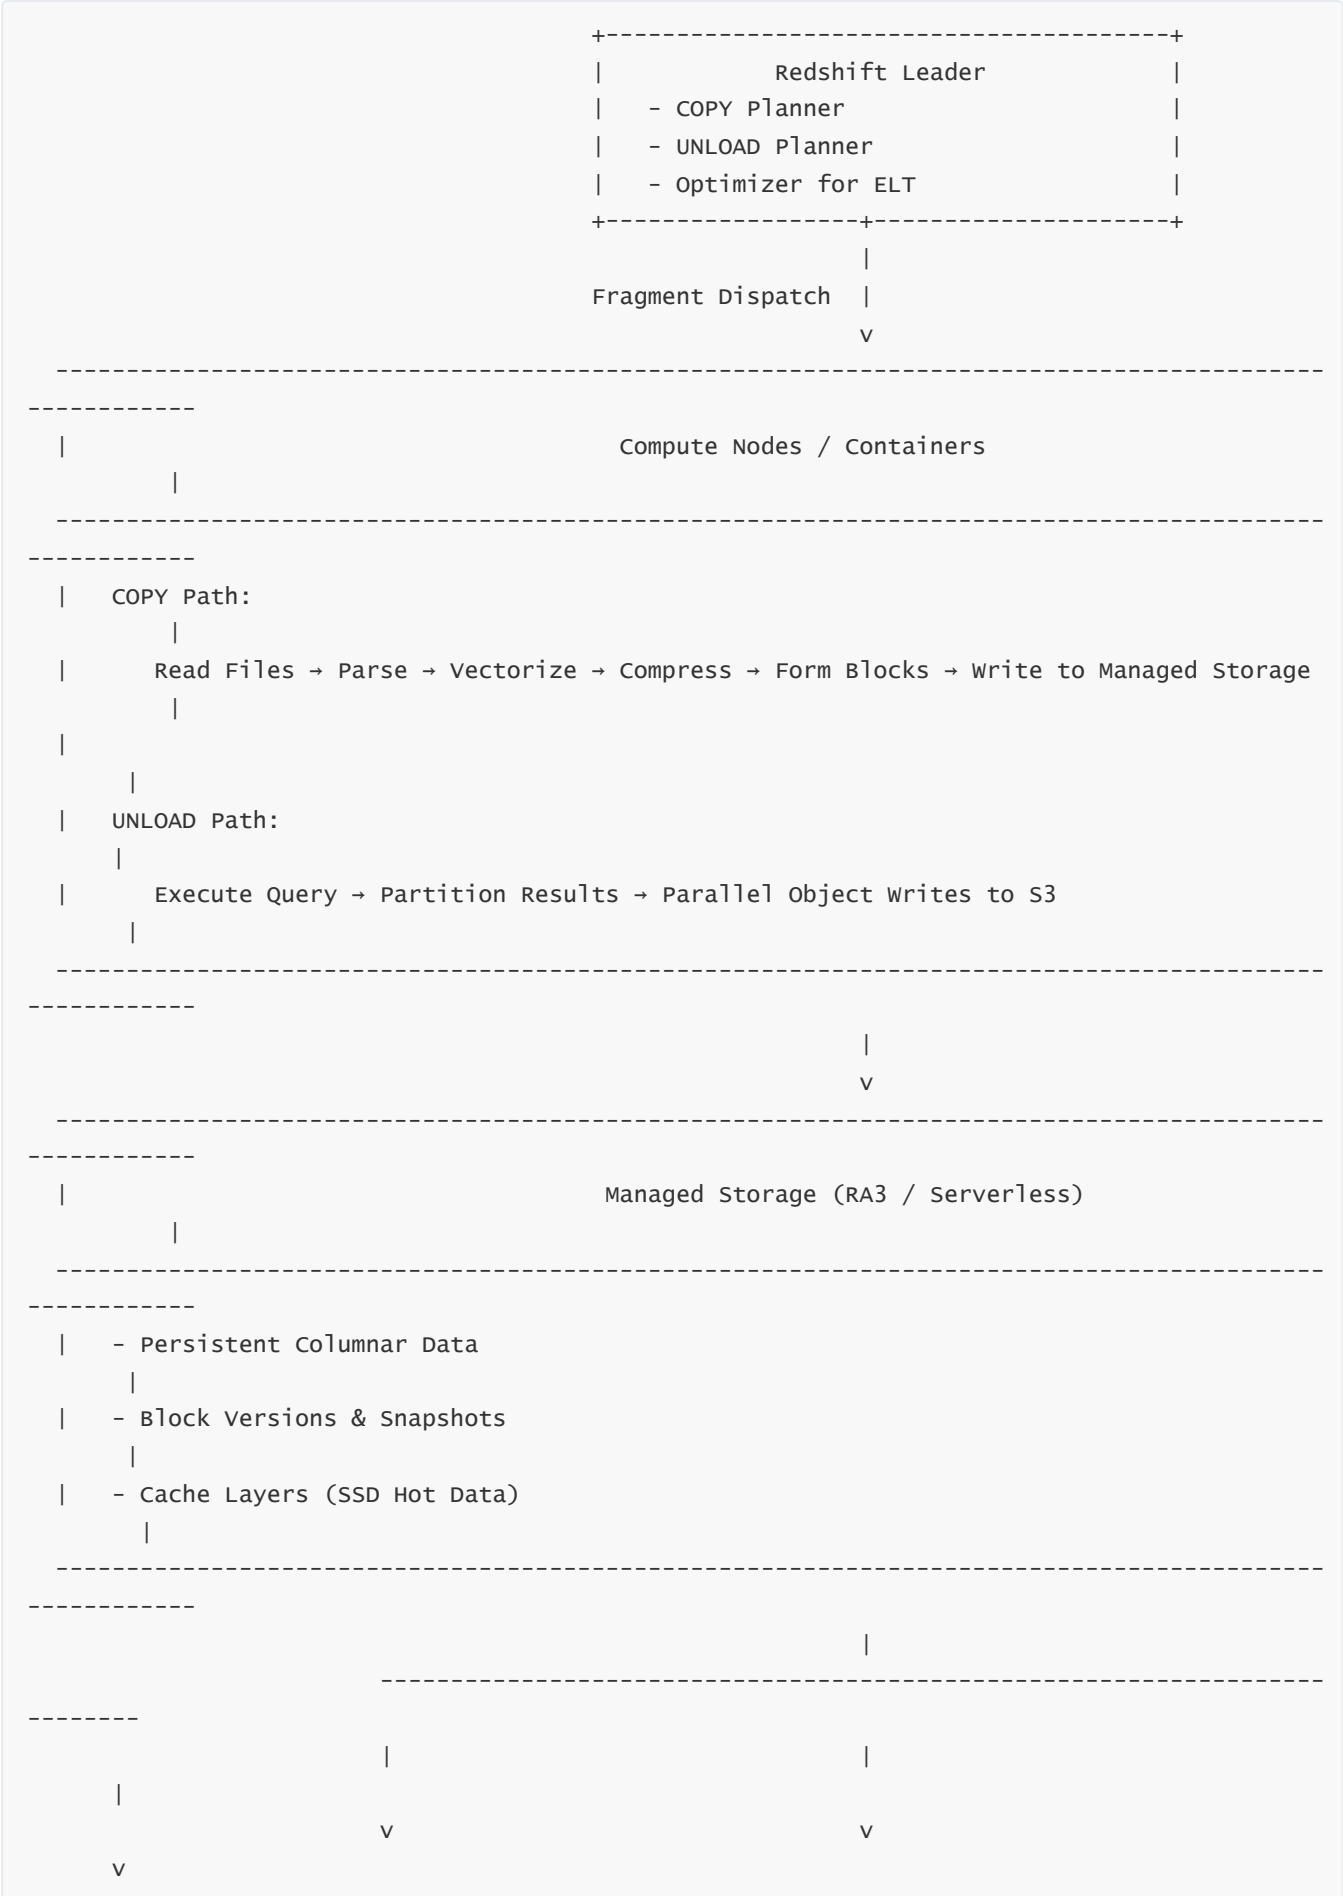 +----------------------------------------+
|            Redshift Leader             |
|   - COPY Planner                       |
|   - UNLOAD Planner                     |
|   - Optimizer for ELT                  |
+------------------+---------------------+
|
Fragment Dispatch  |
v
------------------------------------------------------------------------------------------
------------
|                                       Compute Nodes / Containers
|
------------------------------------------------------------------------------------------
------------
|   COPY Path:
|
|      Read Files → Parse → Vectorize → Compress → Form Blocks → Write to Managed Storage
|
|
|
|   UNLOAD Path:
|
|      Execute Query → Partition Results → Parallel Object Writes to S3
|
------------------------------------------------------------------------------------------
------------
|
v
------------------------------------------------------------------------------------------
------------
|                                      Managed Storage (RA3 / Serverless)
|
------------------------------------------------------------------------------------------
------------
|   - Persistent Columnar Data
|
|   - Block Versions & Snapshots
|
|   - Cache Layers (SSD Hot Data)
|
------------------------------------------------------------------------------------------
------------
|
-------------------------------------------------------------------
--------
|                                  |
|
v                                  v
v